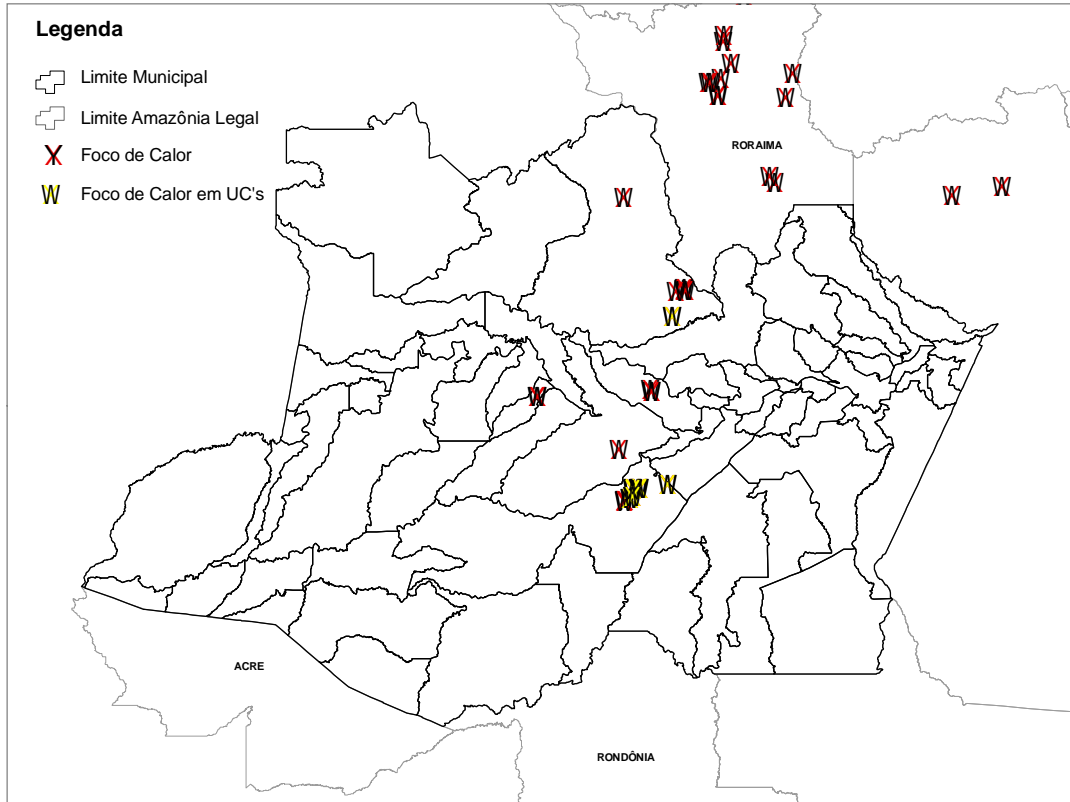 Legenda
Limite Municipal
Limite Amazônia Legal
Foco de Calor
Foco de Calor em UC's
RORAIMA
ACRE
RONDÔNIA